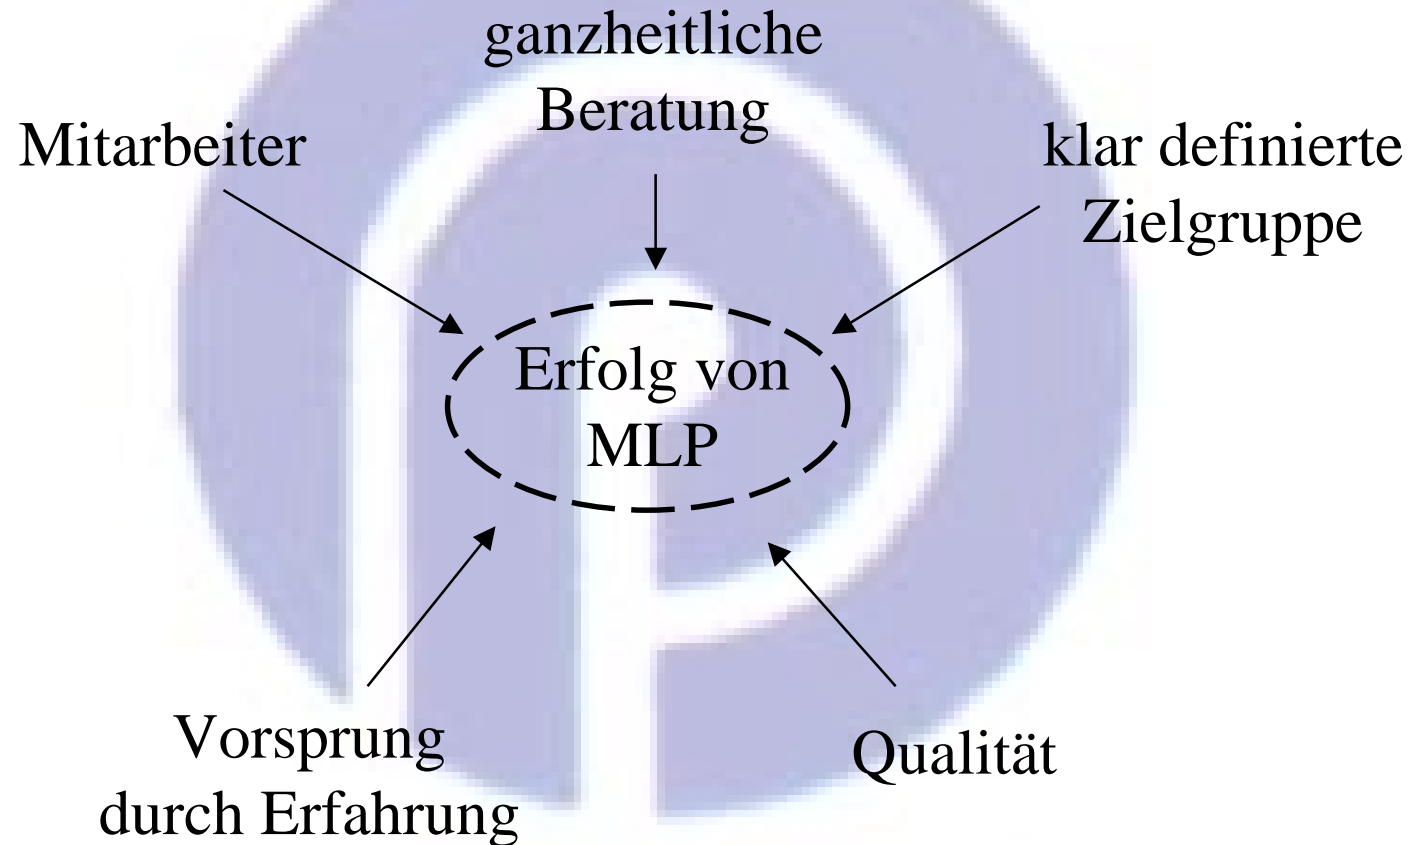 ganzheitliche
Beratung
Mitarbeiter
klar definierte
Zielgruppe
Erfolg von
MLP
Vorsprung
durch Erfahrung
Qualität